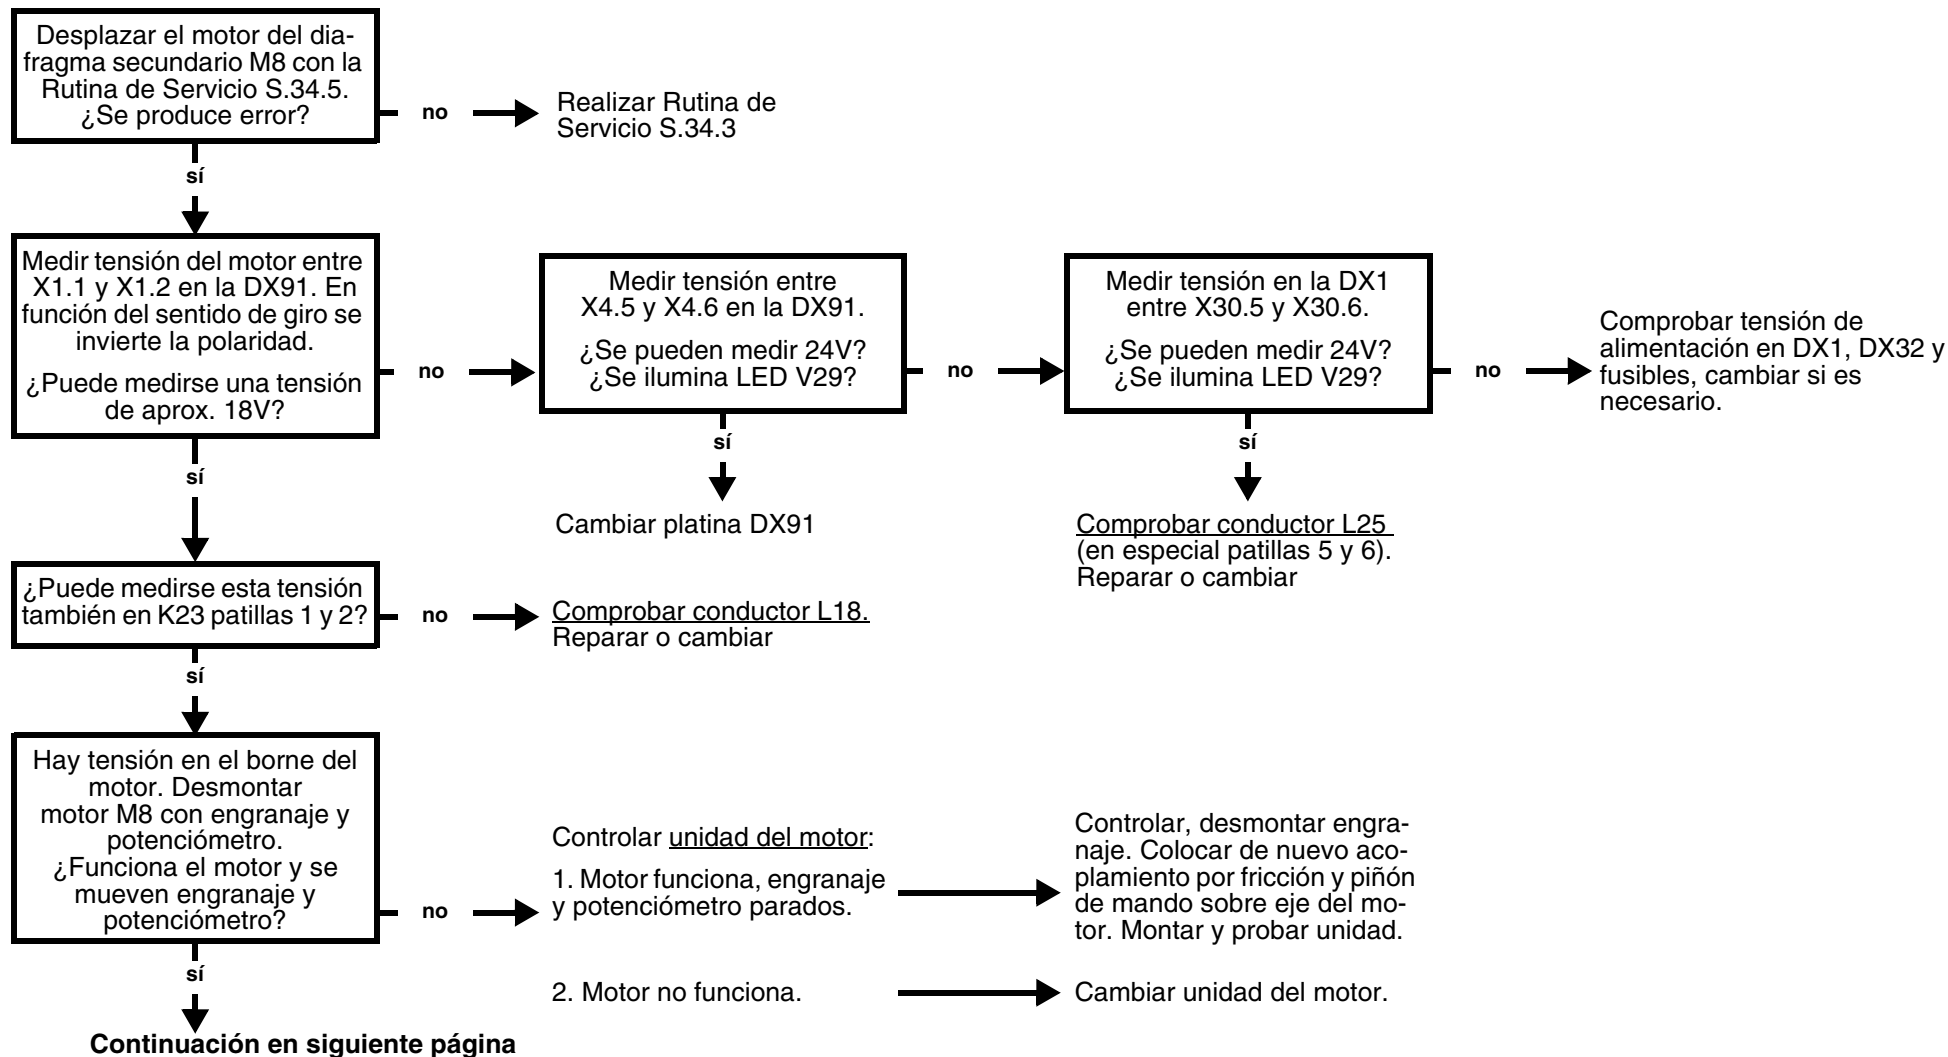 Desplazar el motor del dia-
fragma secundario M8 con la
Rutina de Servicio S.34.5.
¿Se produce error?
no
Realizar Rutina de
Servicio S.34.3
sí
Medir tensión del motor entre
X1.1 y X1.2 en la DX91. En
función del sentido de giro se
invierte la polaridad.
¿Puede medirse una tensión
de aprox. 18V?
no
Medir tensión entre
X4.5 y X4.6 en la DX91.
¿Se pueden medir 24V?
¿Se ilumina LED V29?
no
Medir tensión en la DX1
entre X30.5 y X30.6.
¿Se pueden medir 24V?
¿Se ilumina LED V29?
no
Comprobar tensión de
alimentación en DX1, DX32 y
fusibles, cambiar si es
necesario.
sí
sí
sí
Cambiar platina DX91
Comprobar conductor L25
(en especial patillas 5 y 6).
Reparar o cambiar
¿Puede medirse esta tensión
también en K23 patillas 1 y 2?
no
Comprobar conductor L18.
Reparar o cambiar
sí
Hay tensión en el borne del
motor. Desmontar
motor M8 con engranaje y
potenciómetro.
¿Funciona el motor y se
mueven engranaje y
potenciómetro?
no
Controlar unidad del motor:
1. Motor funciona, engranaje
y potenciómetro parados.
Controlar, desmontar engra-
naje. Colocar de nuevo aco-
plamiento por fricción y piñón
de mando sobre eje del mo-
tor. Montar y probar unidad.
2. Motor no funciona.
Cambiar unidad del motor.
sí
Continuación en siguiente página